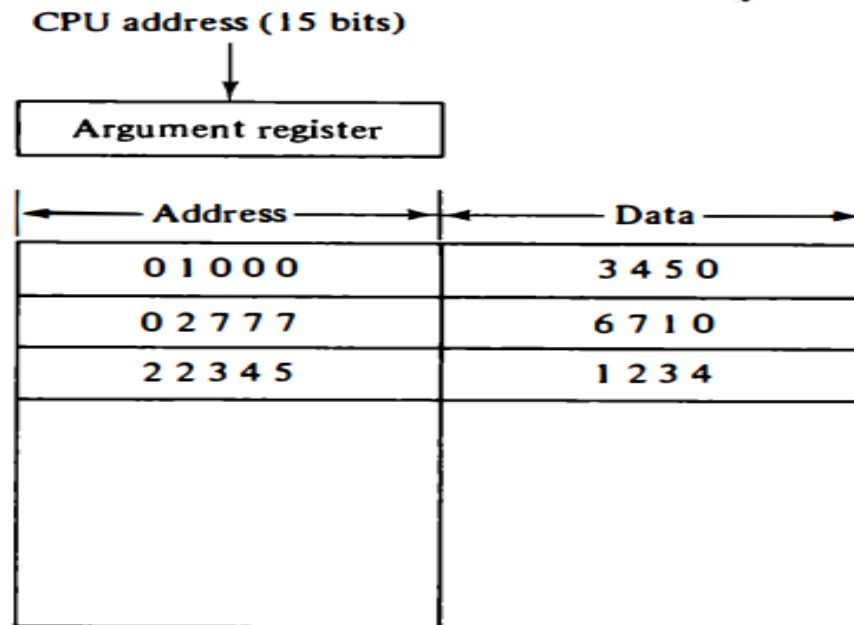 CPU address (15 bits)
Argument register
Address Data
0 1 0 0 0 3 4 5 0
0 2 7 7 7 6 7 1 0
2 2 3 4 5 1 2 3 4